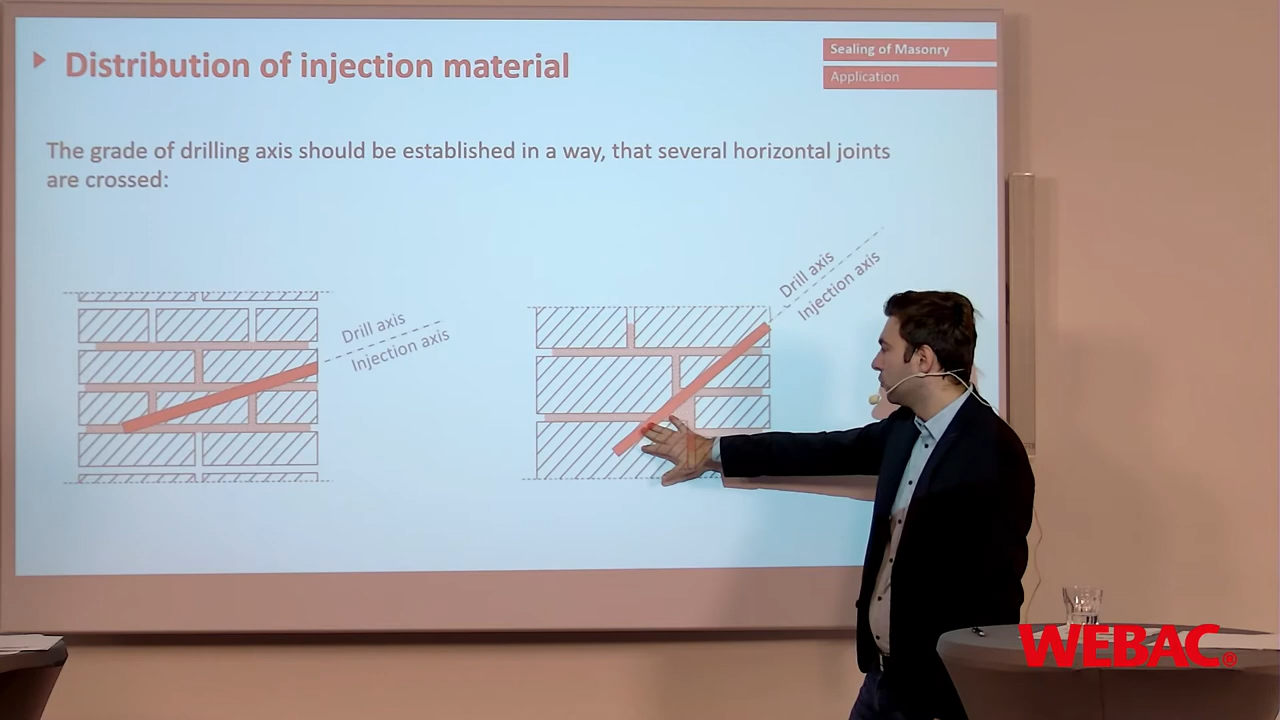 Distribution of injection material
Sealing of Masonry
Application
The grade of drilling axis should be established in a way, that several horizontal joints
are crossed:
Drill axis
Injection axis
Drill axis
Injection axis
WEBAC®